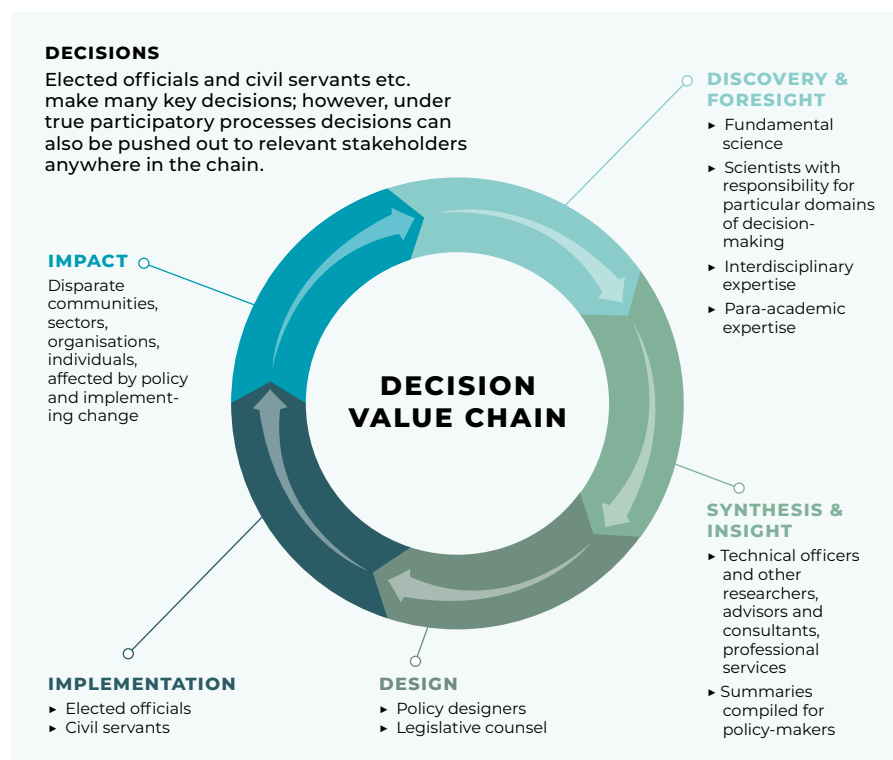 DECISIONS
Elected officials and civil servants etc.
make many key decisions; however, under
true participatory processes decisions can
also be pushed out to relevant stakeholders
anywhere in the chain.
DISCOVERY &
FORESIGHT
▸ Fundamental
science
▸ Scientists with
responsibility for
particular domains
of decision-
making
▸ Interdisciplinary
expertise
▸ Para-academic
expertise
IMPACT
Disparate
communities,
sectors,
organisations,
individuals,
affected by policy
and implement-
ing change
DECISION
VALUE CHAIN
SYNTHESIS &
INSIGHT
▸ Technical officers
and other
researchers,
advisors and
consultants,
professional
services
▸ Summaries
compiled for
policy-makers
IMPLEMENTATION
▸ Elected officials
▸ Civil servants
DESIGN
▸ Policy designers
▸ Legislative counsel